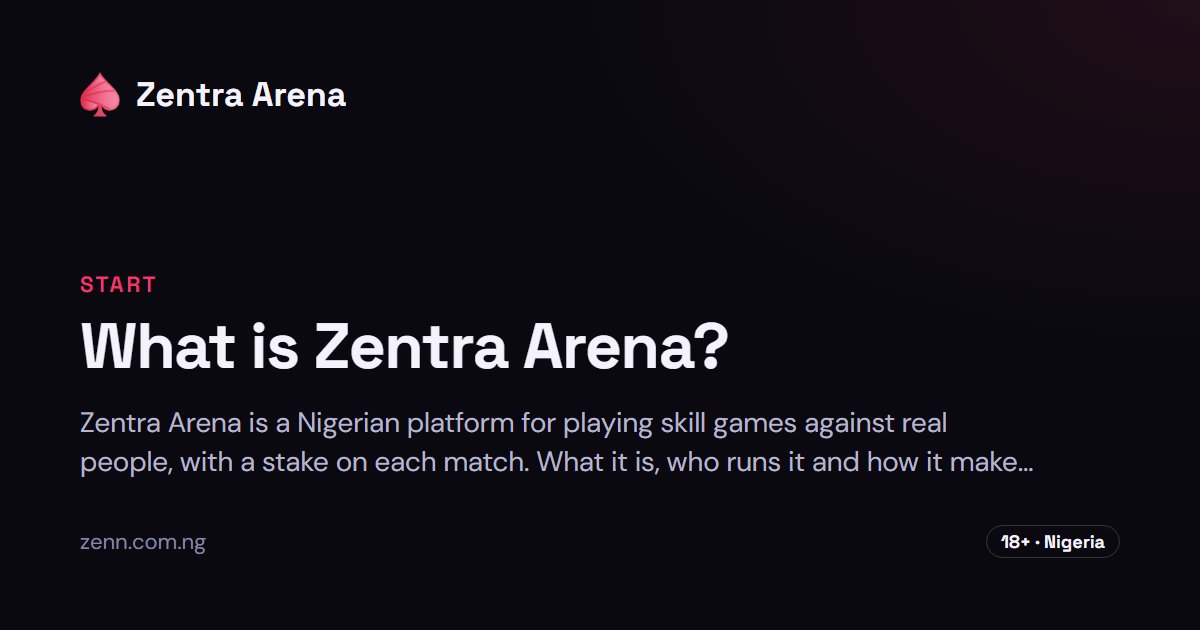 Zentra Arena
START
What is Zentra Arena?
Zentra Arena is a Nigerian platform for playing skill games against real
people, with a stake on each match. What it is, who runs it and how it make...
zenn.com.ng
18+ · Nigeria